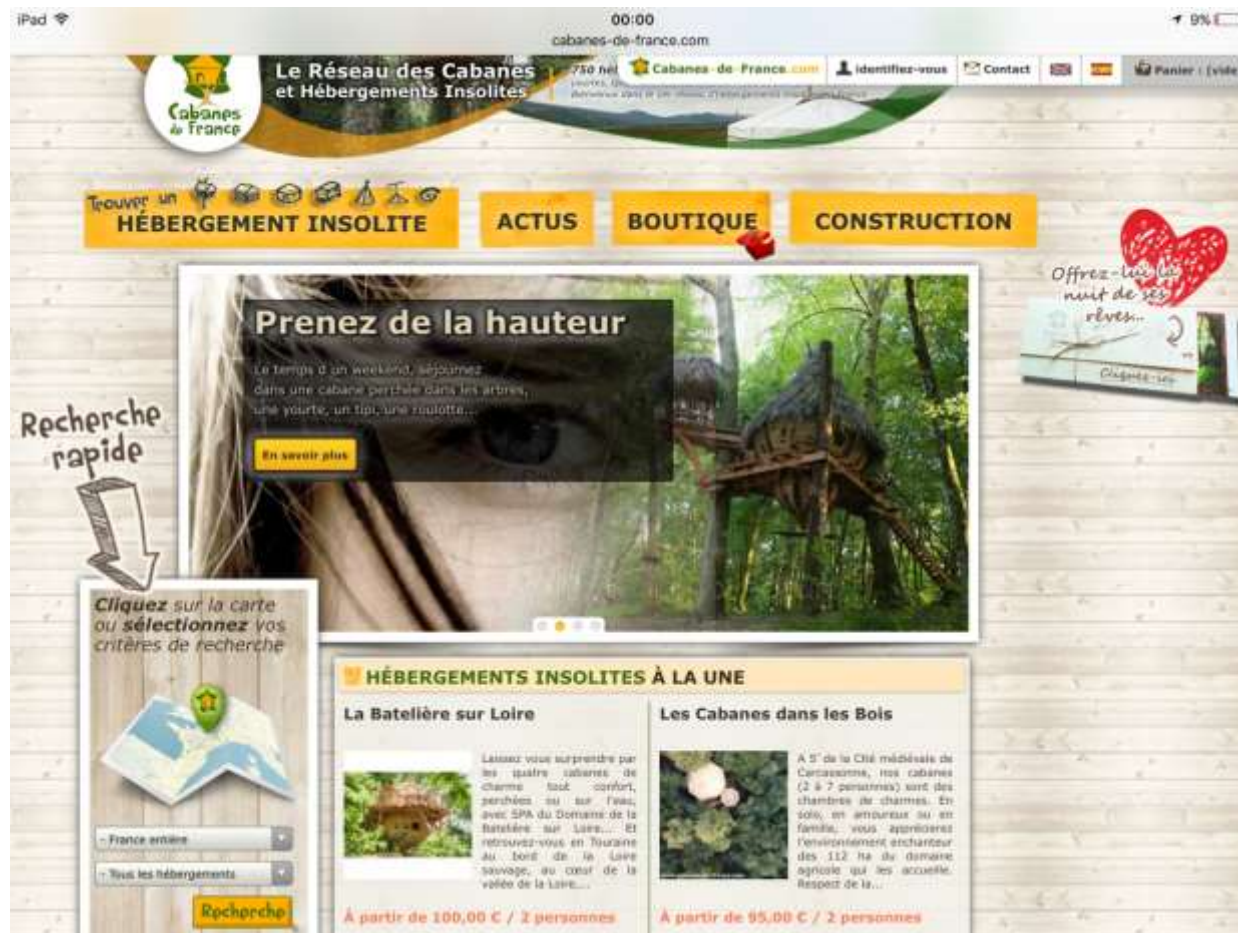 iPad
00:00
9%
cabanes-de-france.com
Cabanes
de France
Le Réseau des Cabanes
et Hébergements Insolites
Cabanes-de-France.com
identifiez-vous
Contact
Panier : (vide
Trouver un
HÉBERGEMENT INSOLITE
ACTUS
BOUTIQUE
CONSTRUCTION
Offrez-lui la
nuit de ses
rêves...
Cliquez-ici
Prenez de la hauteur
Le temps d un weekend, séjournez
dans une cabane perchée dans les arbres,
une yourte, un tipi, une roulotte...
En savoir plus
Recherche
rapide
Cliquez sur la carte
ou sélectionnez vos
critères de recherche
- France entière
- Tous les hébergements
Recherche
HÉBERGEMENTS INSOLITES À LA UNE
La Batelière sur Loire
Laissez vous surprendre par
les quatre cabanes de
charme tout confort,
perchées ou sur l'eau,
avec SPA du Domaine de la
Batelière sur Loire... Et
retrouvez-vous en Touraine
au bord de la Loire
sauvage, au cœur de la
vallée de la Loire,...
À partir de 100,00 € / 2 personnes
Les Cabanes dans les Bois
A 5' de la Cité médiévale de
Carcassonne, nos cabanes
(2 à 7 personnes) sont des
chambres de charmes. En
solo, en amoureux ou en
famille, vous apprécierez
l'environnement enchanteur
des 112 ha du domaine
agricole qui les accueille.
Respect de la...
À partir de 95,00 € / 2 personnes